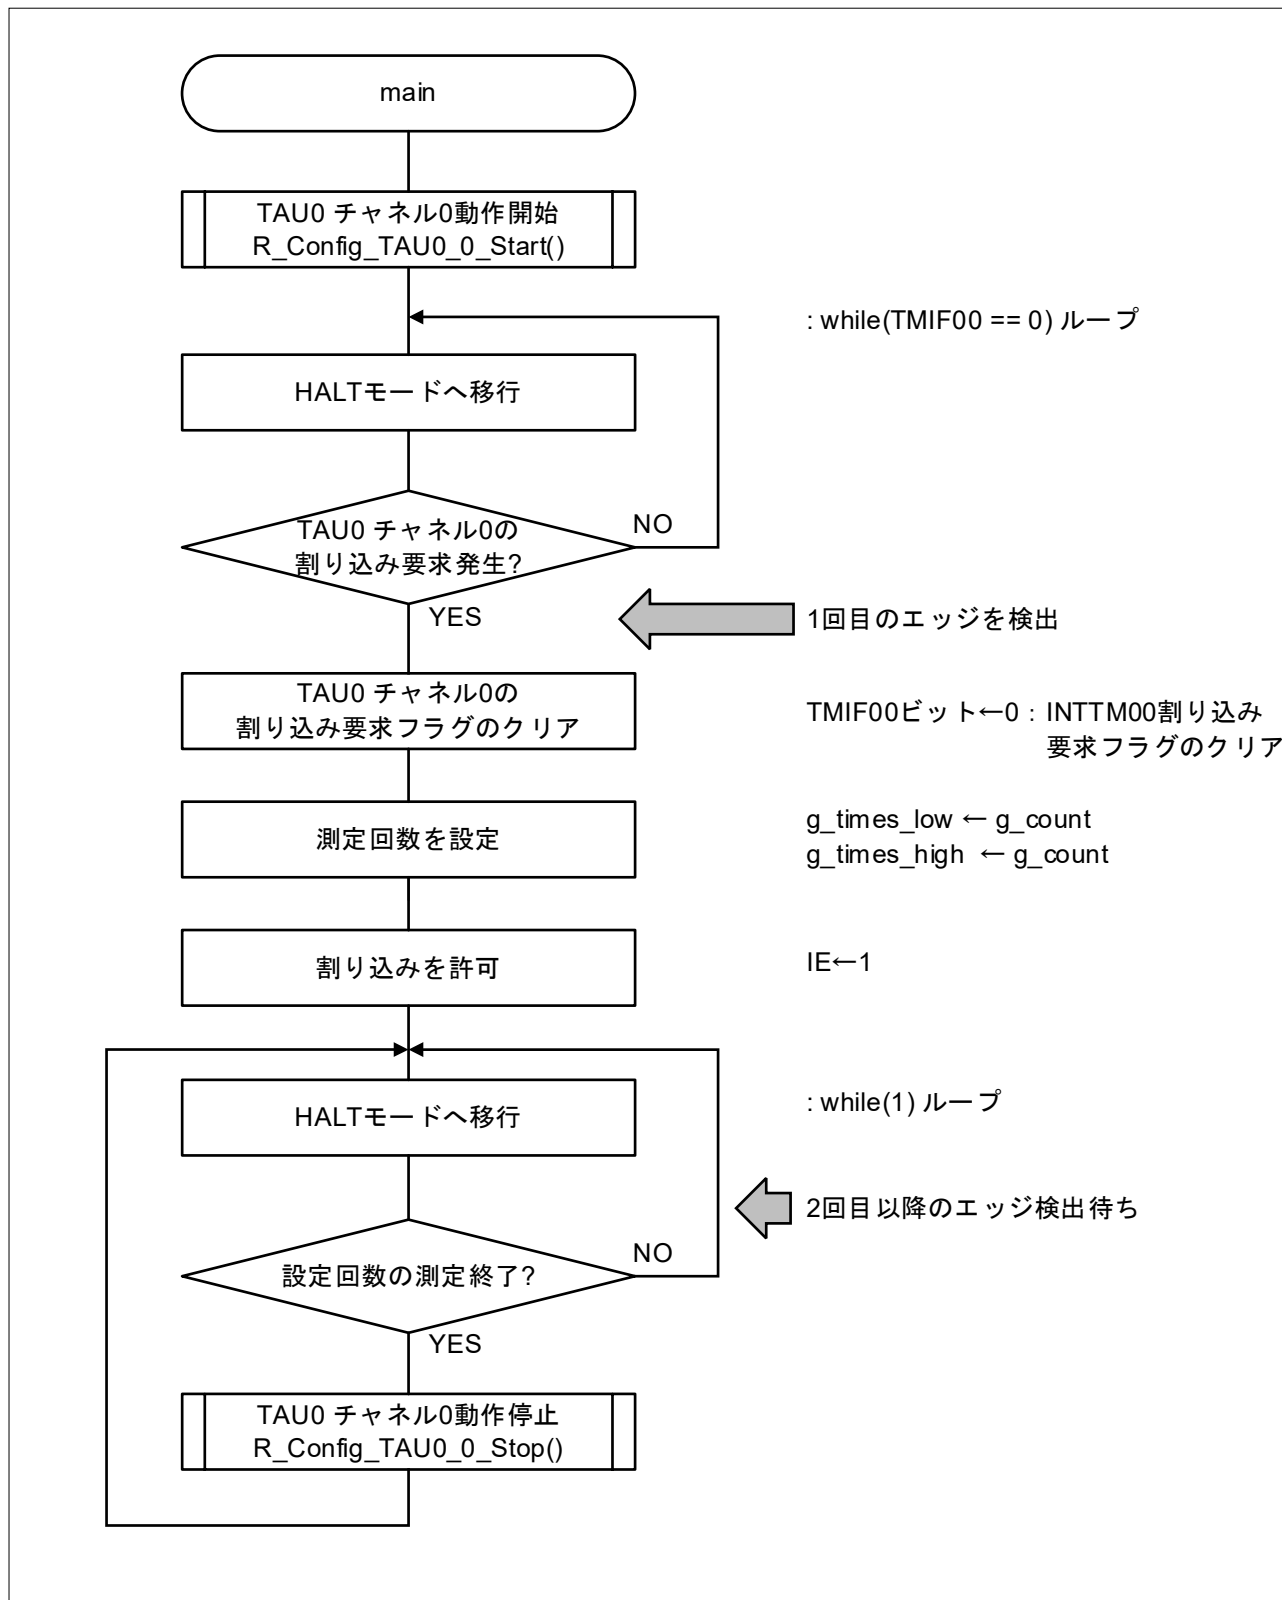 main
TAU0 チャネル0動作開始
R_Config_TAU0_0_Start()
: while(TMIF00 == 0) ループ
HALTモードへ移行
TAU0 チャネル0の
割り込み要求発生?
NO
YES
1回目のエッジを検出
TAU0 チャネル0の
割り込み要求フラグのクリア
TMIF00ビット←0：INTTM00割り込み
要求フラグのクリア
測定回数を設定
g_times_low ← g_count
g_times_high ← g_count
割り込みを許可
IE←1
HALTモードへ移行
: while(1) ループ
2回目以降のエッジ検出待ち
設定回数の測定終了?
NO
YES
TAU0 チャネル0動作停止
R_Config_TAU0_0_Stop()